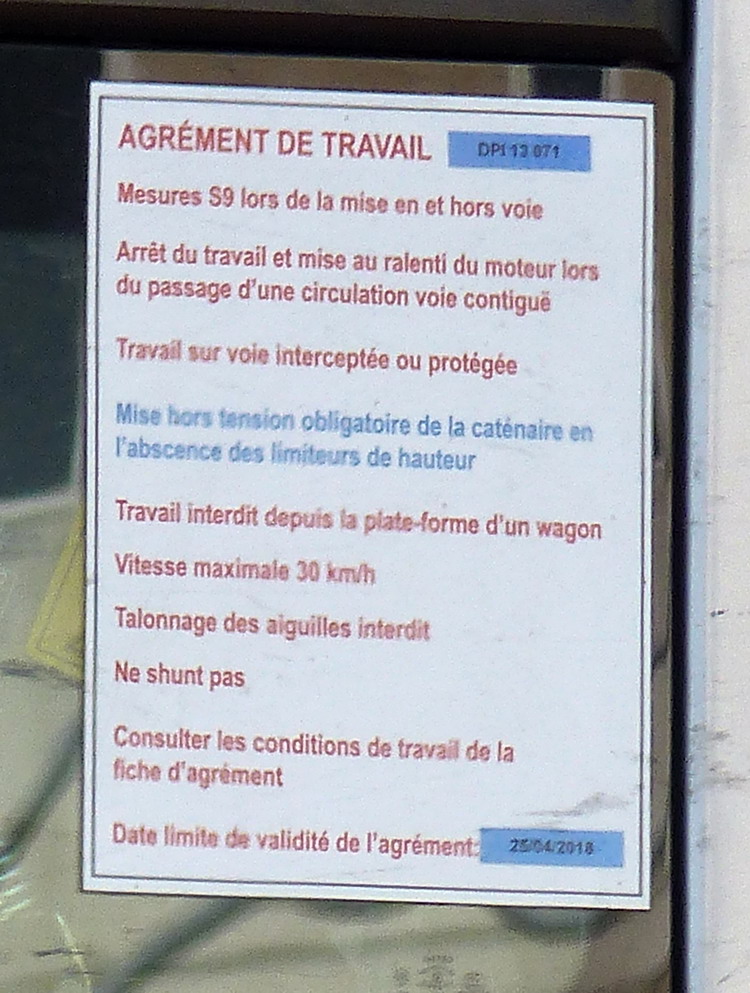 AGRÉMENT DE TRAVAIL DPI 13 071
Mesures S9 lors de la mise en et hors voie
Arrêt du travail et mise au ralenti du moteur lors
du passage d'une circulation voie contiguë
Travail sur voie interceptée ou protégée
Mise hors tension obligatoire de la caténaire en
l'abscence des limiteurs de hauteur
Travail interdit depuis la plate-forme d'un wagon
Vitesse maximale 30 km/h
Talonnage des aiguilles interdit
Ne shunt pas
Consulter les conditions de travail de la
fiche d'agrément
Date limite de validité de l'agrément: 25/04/2018